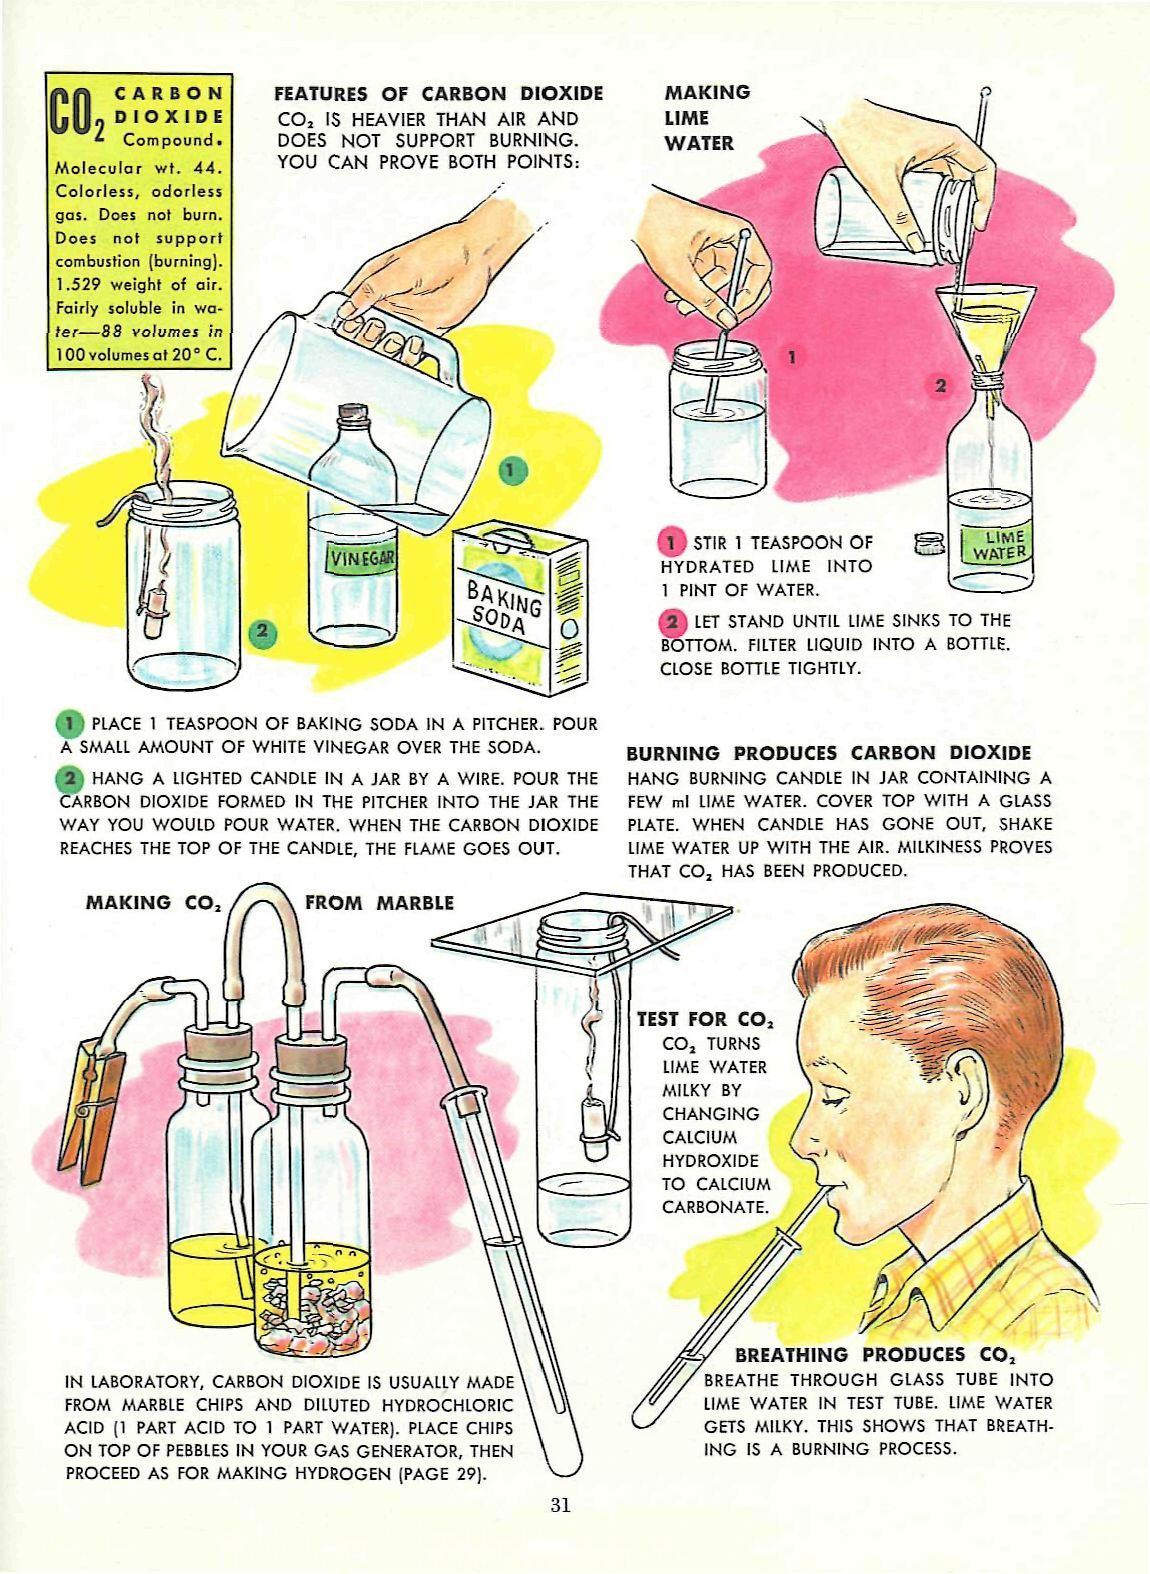 CO₂ CARBON
DIOXIDE
Compound.
Molecular wt. 44.
Colorless, odorless
gas. Does not burn.
Does not support
combustion (burning).
1.529 weight of air.
Fairly soluble in wa-
ter—88 volumes in
100 volumes at 20° C.
FEATURES OF CARBON DIOXIDE
CO₂ IS HEAVIER THAN AIR AND
DOES NOT SUPPORT BURNING.
YOU CAN PROVE BOTH POINTS:
1
2
VINEGAR
BAKING
SODA
1 PLACE 1 TEASPOON OF BAKING SODA IN A PITCHER. POUR
A SMALL AMOUNT OF WHITE VINEGAR OVER THE SODA.
2 HANG A LIGHTED CANDLE IN A JAR BY A WIRE. POUR THE
CARBON DIOXIDE FORMED IN THE PITCHER INTO THE JAR THE
WAY YOU WOULD POUR WATER. WHEN THE CARBON DIOXIDE
REACHES THE TOP OF THE CANDLE, THE FLAME GOES OUT.
MAKING
LIME
WATER
1
2
LIME
WATER
1 STIR 1 TEASPOON OF
HYDRATED LIME INTO
1 PINT OF WATER.
2 LET STAND UNTIL LIME SINKS TO THE
BOTTOM. FILTER LIQUID INTO A BOTTLE.
CLOSE BOTTLE TIGHTLY.
BURNING PRODUCES CARBON DIOXIDE
HANG BURNING CANDLE IN JAR CONTAINING A
FEW ml LIME WATER. COVER TOP WITH A GLASS
PLATE. WHEN CANDLE HAS GONE OUT, SHAKE
LIME WATER UP WITH THE AIR. MILKINESS PROVES
THAT CO₂ HAS BEEN PRODUCED.
MAKING CO₂ FROM MARBLE
IN LABORATORY, CARBON DIOXIDE IS USUALLY MADE
FROM MARBLE CHIPS AND DILUTED HYDROCHLORIC
ACID (1 PART ACID TO 1 PART WATER). PLACE CHIPS
ON TOP OF PEBBLES IN YOUR GAS GENERATOR, THEN
PROCEED AS FOR MAKING HYDROGEN (PAGE 29).
TEST FOR CO₂
CO₂ TURNS
LIME WATER
MILKY BY
CHANGING
CALCIUM
HYDROXIDE
TO CALCIUM
CARBONATE.
BREATHING PRODUCES CO₂
BREATHE THROUGH GLASS TUBE INTO
LIME WATER IN TEST TUBE. LIME WATER
GETS MILKY. THIS SHOWS THAT BREATH-
ING IS A BURNING PROCESS.
31